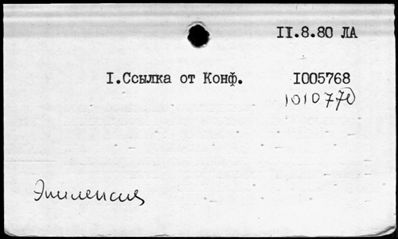 II.8.80 ЛА
I.Ссылка от Конф. I005768
1010770
Эпилепсия